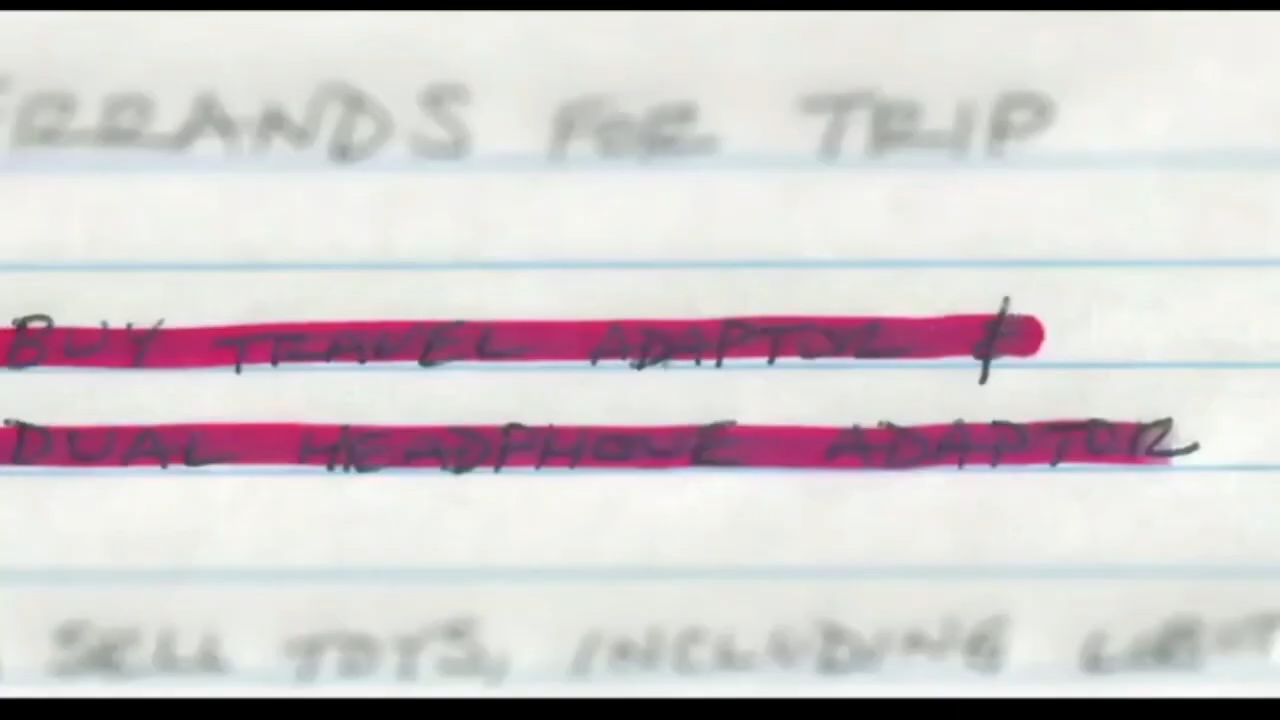 ERRANDS FOR TRIP
BUY TRAVEL ADAPTOR &
DUAL HEADPHONE ADAPTOR
SELL TOYS, INCLUDING